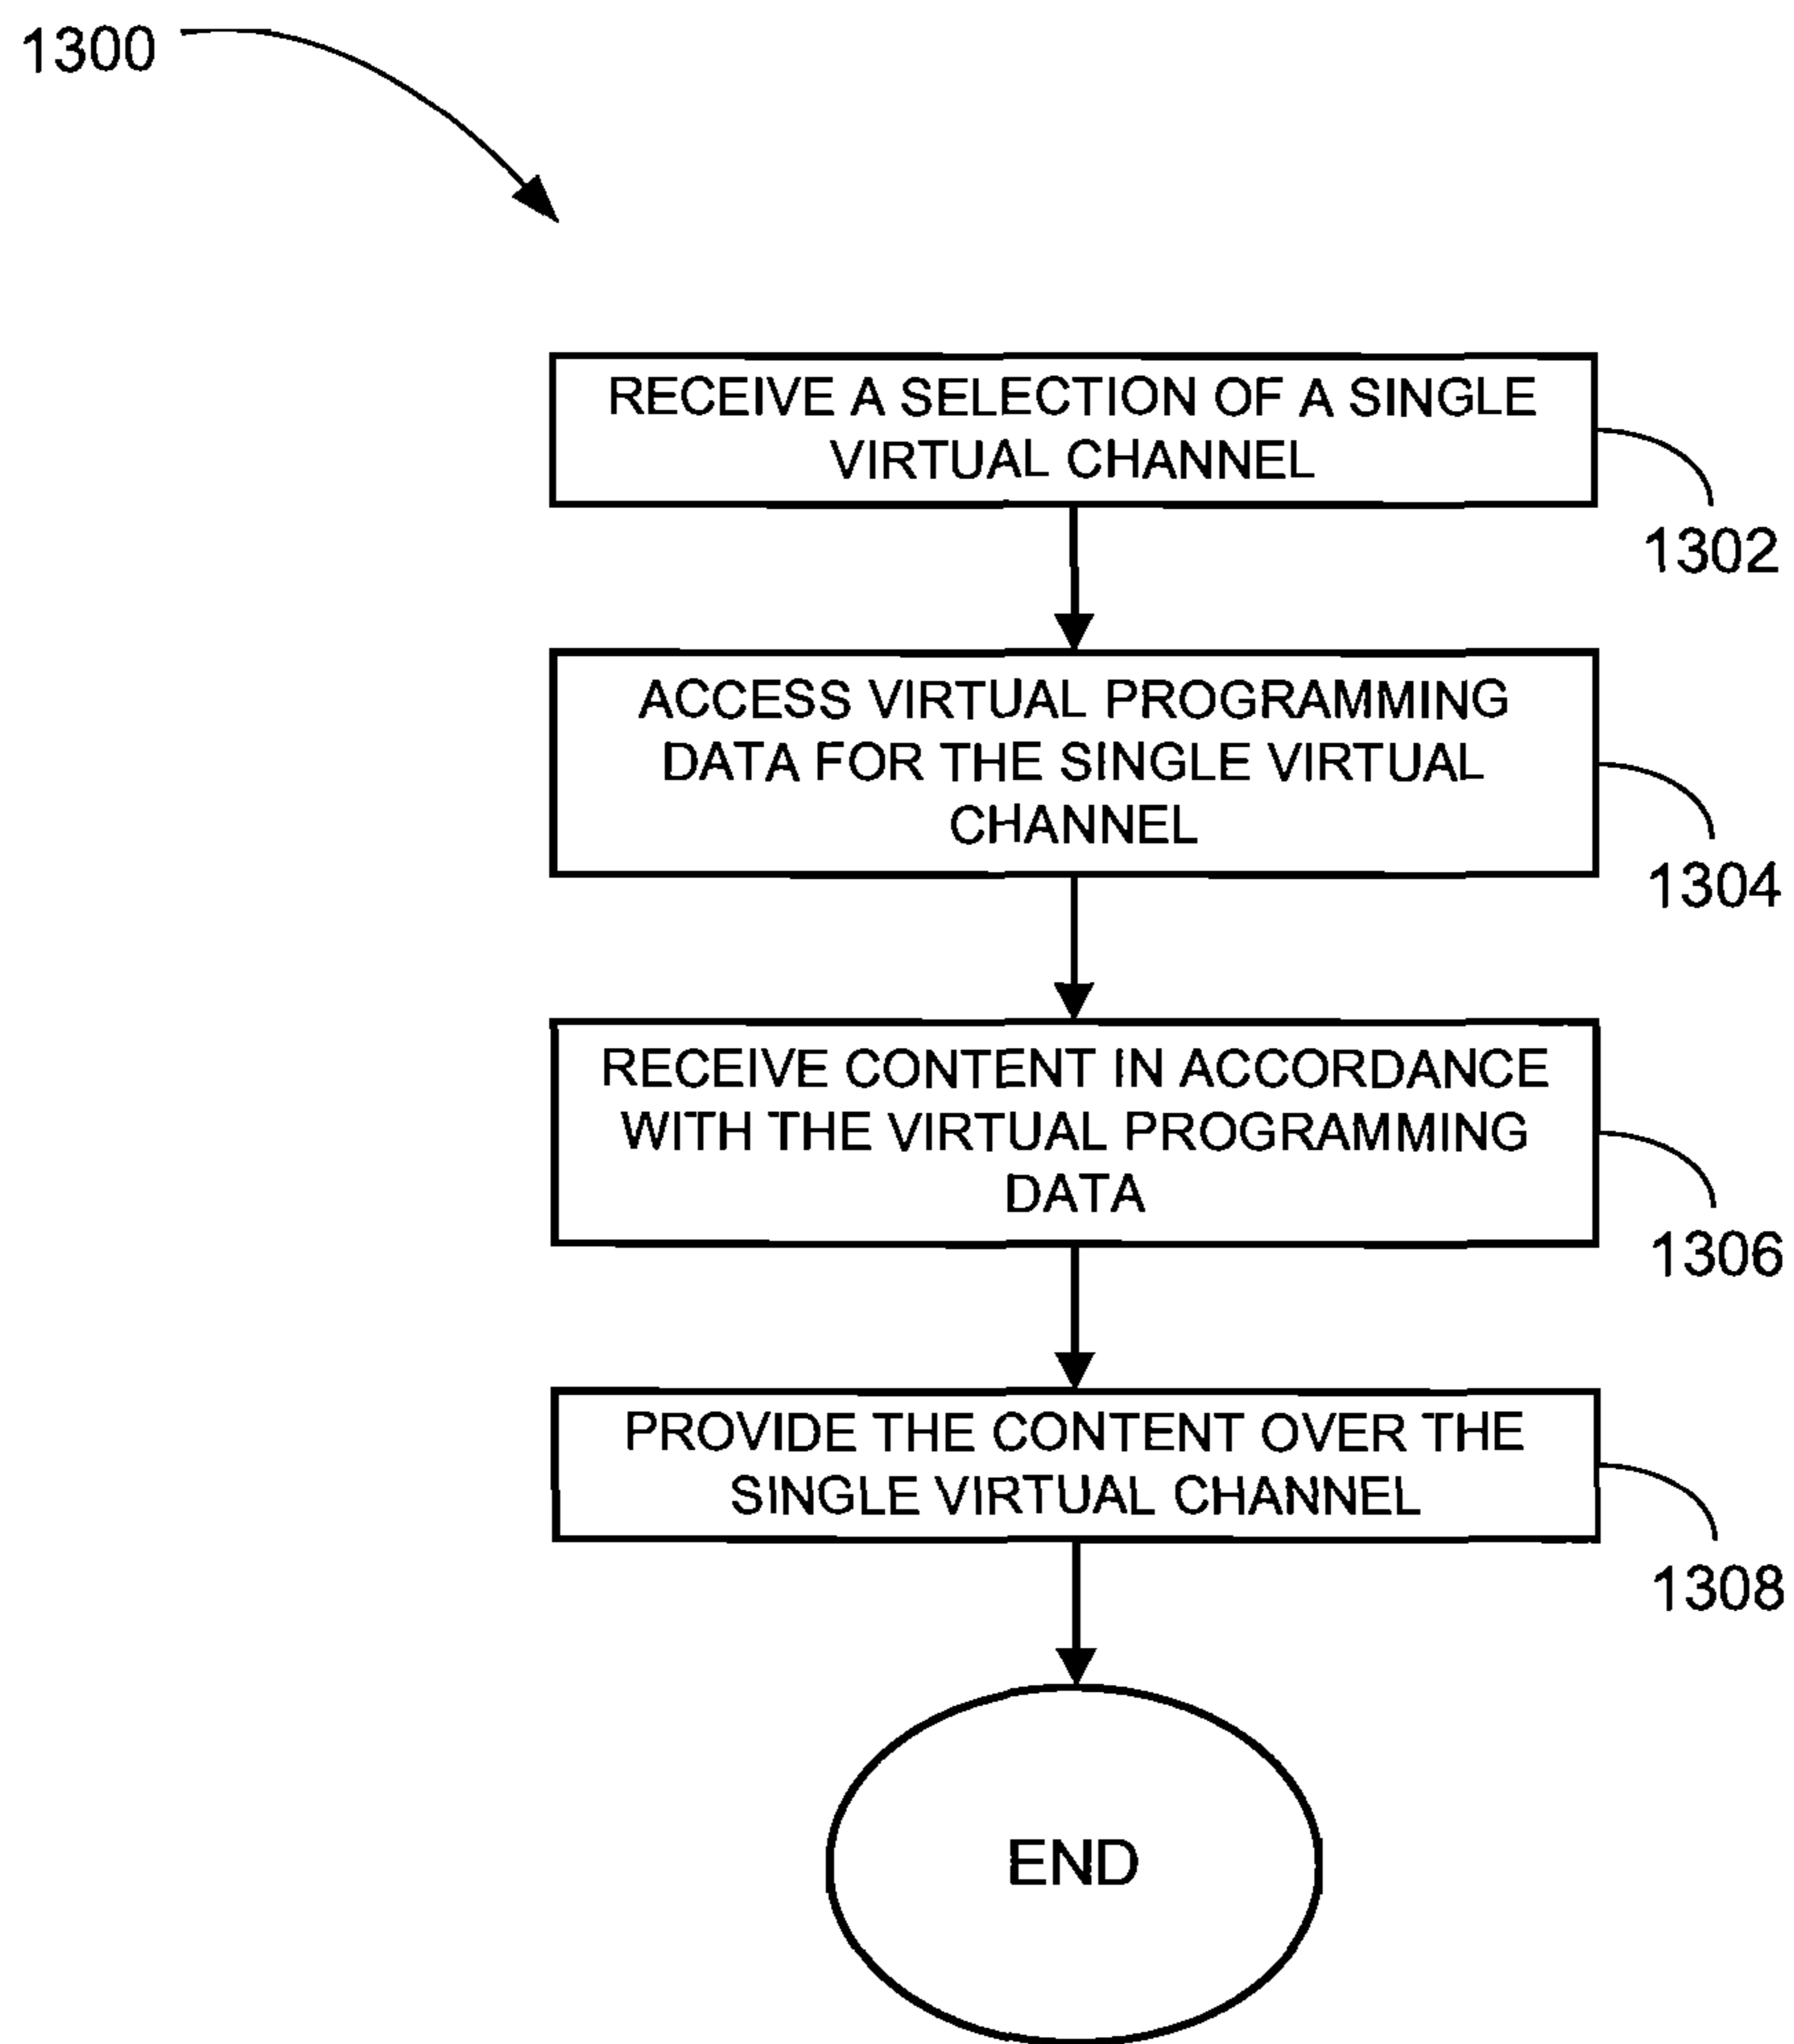 1300
RECEIVE A SELECTION OF A SINGLE
VIRTUAL CHANNEL
1302
ACCESS VIRTUAL PROGRAMMING
DATA FOR THE SINGLE VIRTUAL
CHANNEL
1304
RECEIVE CONTENT IN ACCORDANCE
WITH THE VIRTUAL PROGRAMMING
DATA
1306
PROVIDE THE CONTENT OVER THE
SINGLE VIRTUAL CHANNEL
1308
END